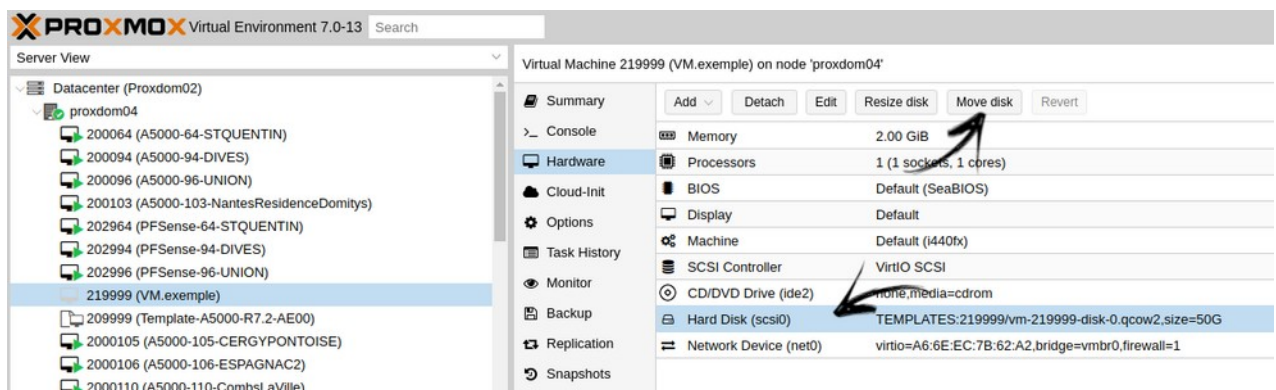 PROXMOX Virtual Environment 7.0-13 Search
Server View
Datacenter (Proxdom02)
proxdom04
200064 (A5000-64-STQUENTIN)
200094 (A5000-94-DIVES)
200096 (A5000-96-UNION)
200103 (A5000-103-NantesResidenceDomitys)
202964 (PFSense-64-STQUENTIN)
202994 (PFSense-94-DIVES)
202996 (PFSense-96-UNION)
219999 (VM.exemple)
209999 (Template-A5000-R7.2-AE00)
2000105 (A5000-105-CERGYPONTOISE)
2000106 (A5000-106-ESPAGNAC2)
2000110 (A5000-110-CombsLaVille)
Virtual Machine 219999 (VM.exemple) on node 'proxdom04'
Summary
Console
Hardware
Cloud-Init
Options
Task History
Monitor
Backup
Replication
Snapshots
Add Detach Edit Resize disk Move disk Revert
Memory 2.00 GiB
Processors 1 (1 sockets, 1 cores)
BIOS Default (SeaBIOS)
Display Default
Machine Default (i440fx)
SCSI Controller VirtIO SCSI
CD/DVD Drive (ide2) none,media=cdrom
Hard Disk (scsi0) TEMPLATES:219999/vm-219999-disk-0.qcow2,size=50G
Network Device (net0) virtio=A6:6E:EC:7B:62:A2,bridge=vmbr0,firewall=1